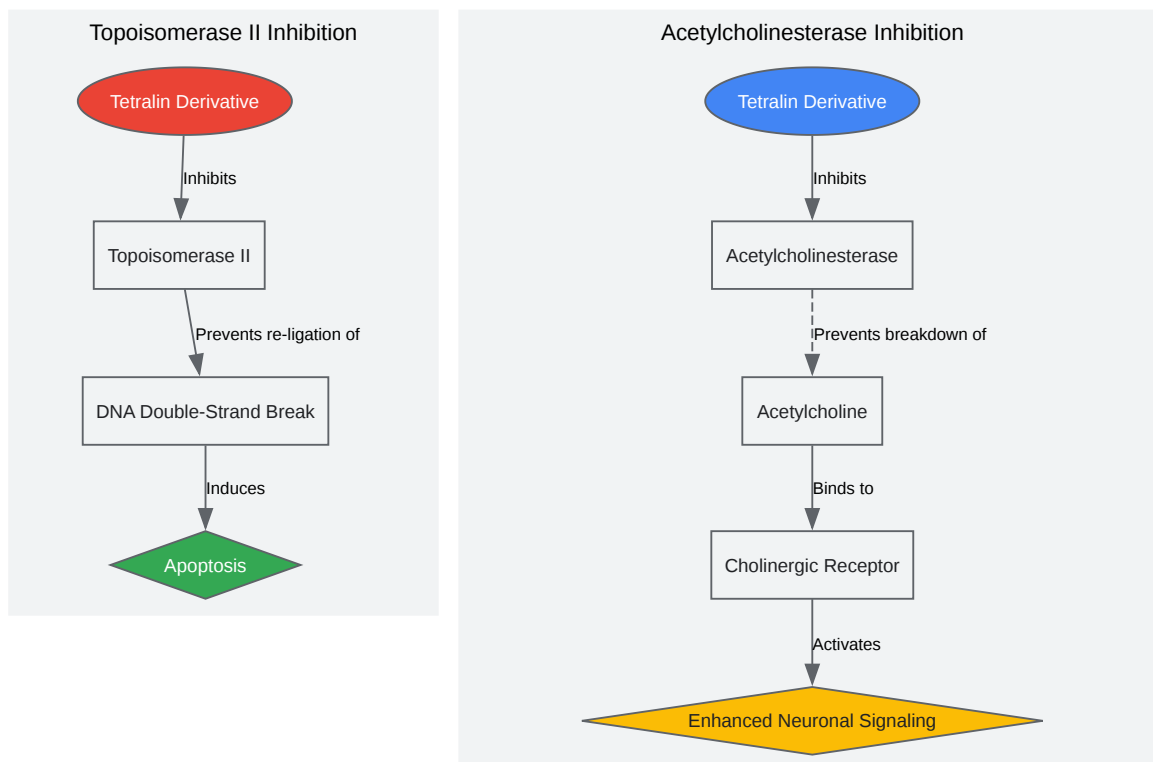 Topoisomerase II Inhibition
Tetralin Derivative
Inhibits
Topoisomerase II
Prevents re-ligation of
DNA Double-Strand Break
Induces
Apoptosis
Acetylcholinesterase Inhibition
Tetralin Derivative
Inhibits
Acetylcholinesterase
Prevents breakdown of
Acetylcholine
Binds to
Cholinergic Receptor
Activates
Enhanced Neuronal Signaling